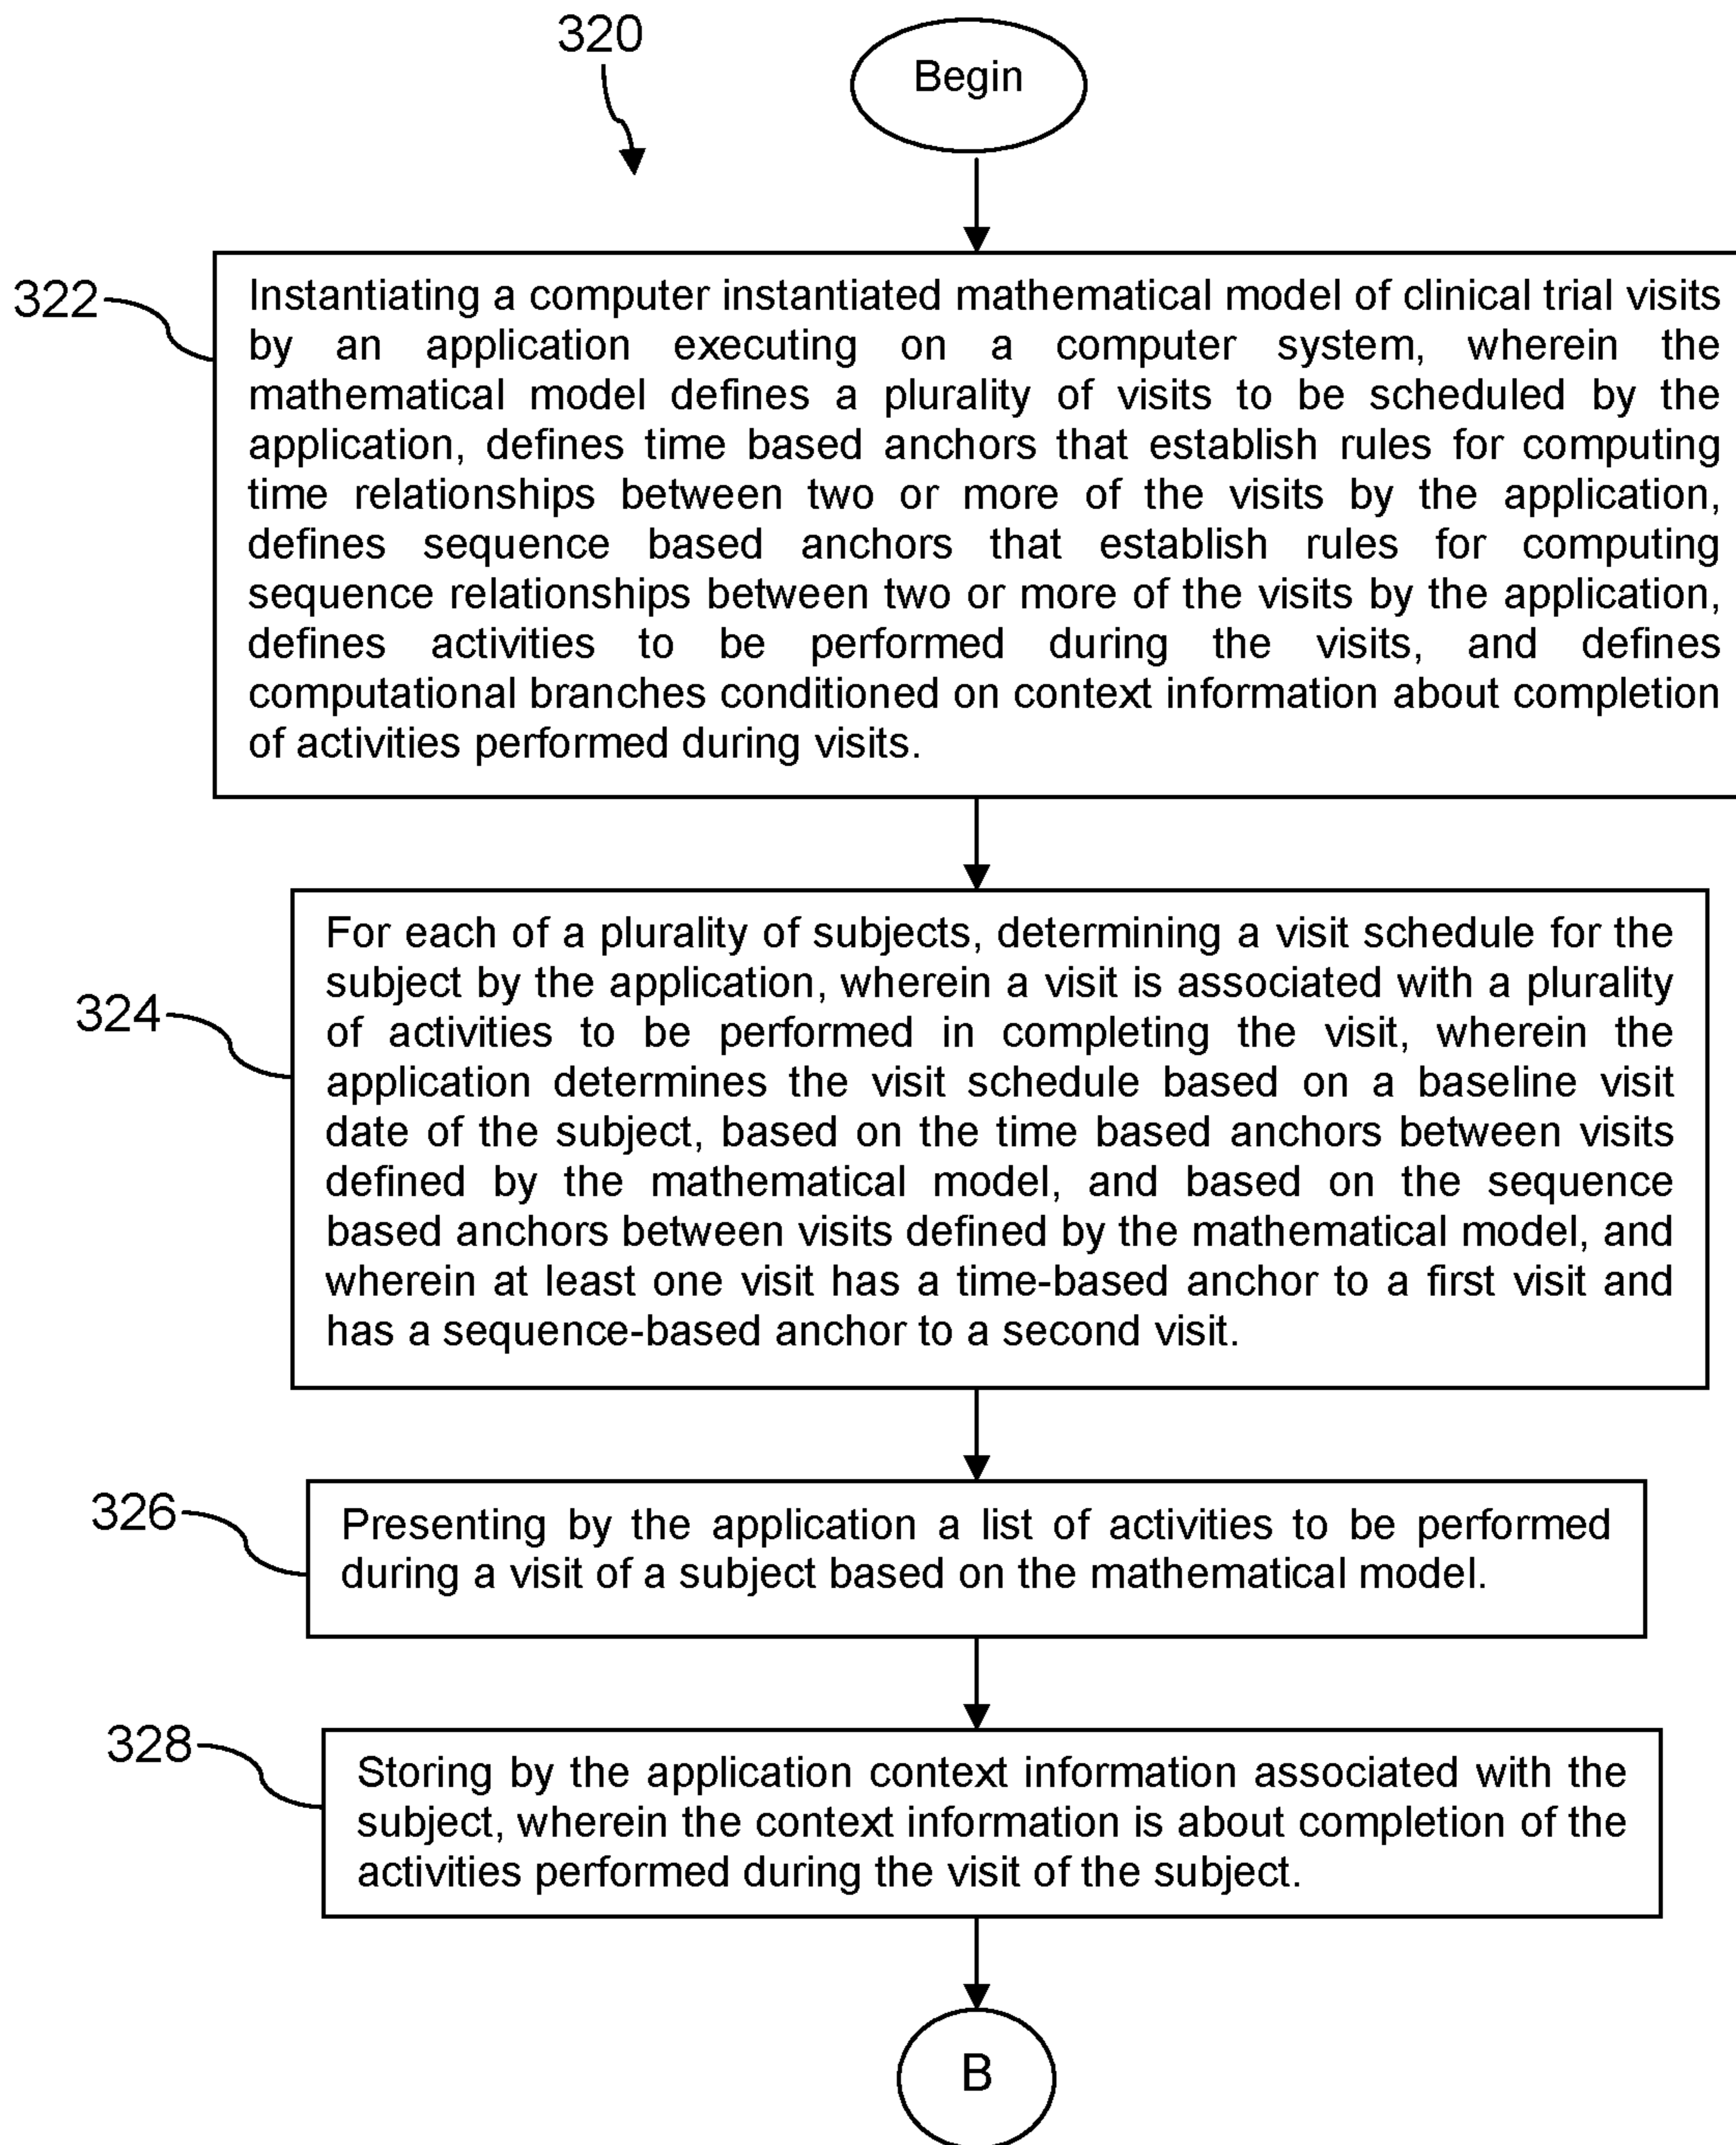 320
Begin
322
Instantiating a computer instantiated mathematical model of clinical trial visits
by an application executing on a computer system, wherein the
mathematical model defines a plurality of visits to be scheduled by the
application, defines time based anchors that establish rules for computing
time relationships between two or more of the visits by the application,
defines sequence based anchors that establish rules for computing
sequence relationships between two or more of the visits by the application,
defines activities to be performed during the visits, and defines
computational branches conditioned on context information about completion
of activities performed during visits.
324
For each of a plurality of subjects, determining a visit schedule for the
subject by the application, wherein a visit is associated with a plurality
of activities to be performed in completing the visit, wherein the
application determines the visit schedule based on a baseline visit
date of the subject, based on the time based anchors between visits
defined by the mathematical model, and based on the sequence
based anchors between visits defined by the mathematical model, and
wherein at least one visit has a time-based anchor to a first visit and
has a sequence-based anchor to a second visit.
326
Presenting by the application a list of activities to be performed
during a visit of a subject based on the mathematical model.
328
Storing by the application context information associated with the
subject, wherein the context information is about completion of the
activities performed during the visit of the subject.
B